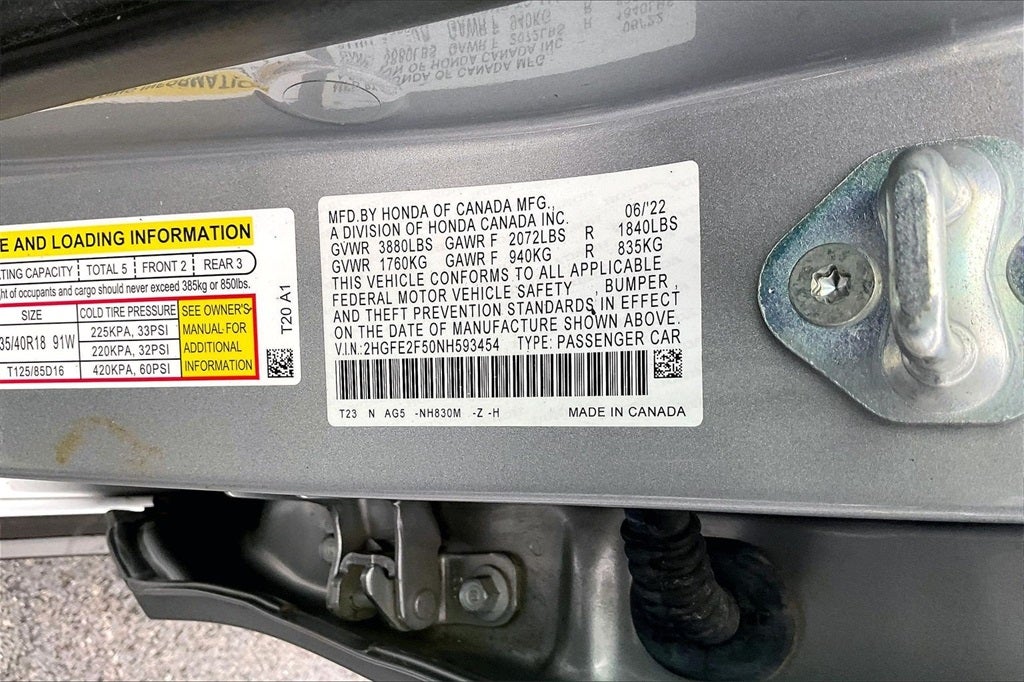 E AND LOADING INFORMATION
TING CAPACITY TOTAL 5 FRONT 2 REAR 3
ght of occupants and cargo should never exceed 385kg or 850lbs.
SIZE COLD TIRE PRESSURE SEE OWNER'S MANUAL FOR ADDITIONAL INFORMATION
35/40R18 91W 225KPA, 33PSI
220KPA, 32PSI
T125/85D16 420KPA, 60PSI
T20 A1
MFD.BY HONDA OF CANADA MFG., 06/'22
A DIVISION OF HONDA CANADA INC.
GVWR 3880LBS GAWR F 2072LBS R 1840LBS
GVWR 1760KG GAWR F 940KG R 835KG
THIS VEHICLE CONFORMS TO ALL APPLICABLE
FEDERAL MOTOR VEHICLE SAFETY , BUMPER ,
AND THEFT PREVENTION STANDARDS IN EFFECT
ON THE DATE OF MANUFACTURE SHOWN ABOVE.
V.I.N.: 2HGFE2F50NH593454 TYPE: PASSENGER CAR
T23 N AG5 -NH830M -Z -H MADE IN CANADA